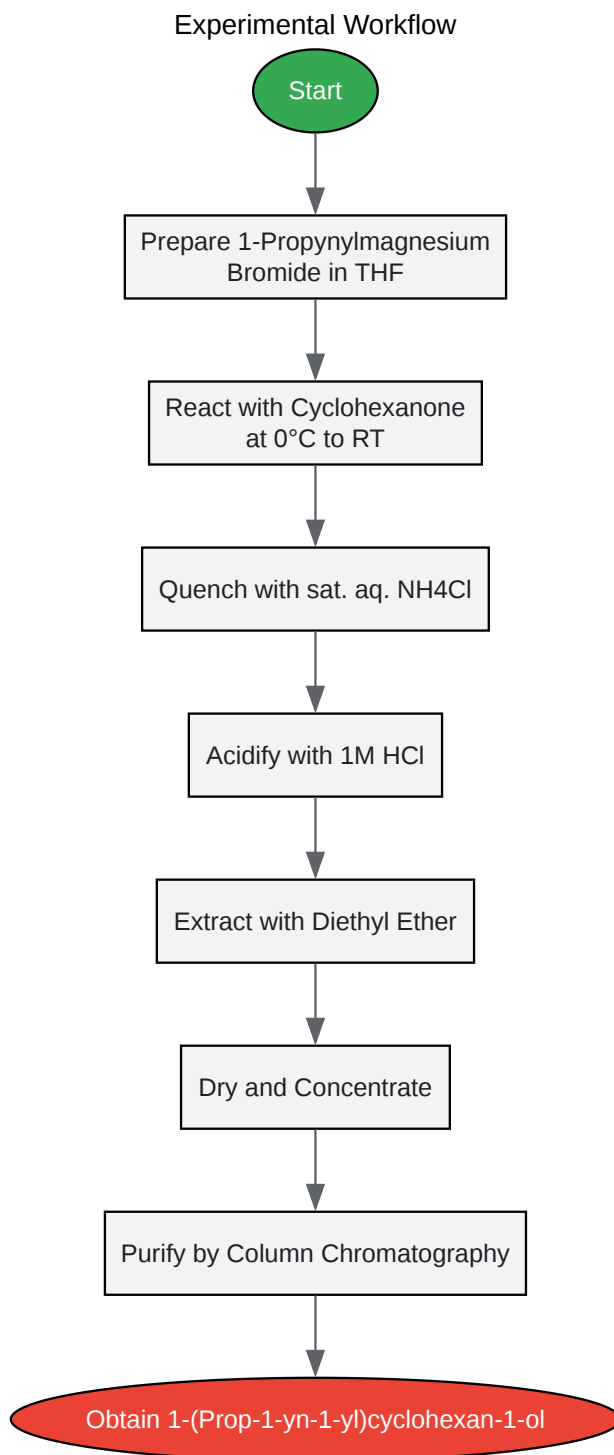 Experimental Workflow
Start
Prepare 1-Propynylmagnesium
Bromide in THF
React with Cyclohexanone
at 0°C to RT
Quench with sat. aq. NH4Cl
Acidify with 1M HCl
Extract with Diethyl Ether
Dry and Concentrate
Purify by Column Chromatography
Obtain 1-(Prop-1-yn-1-yl)cyclohexan-1-ol